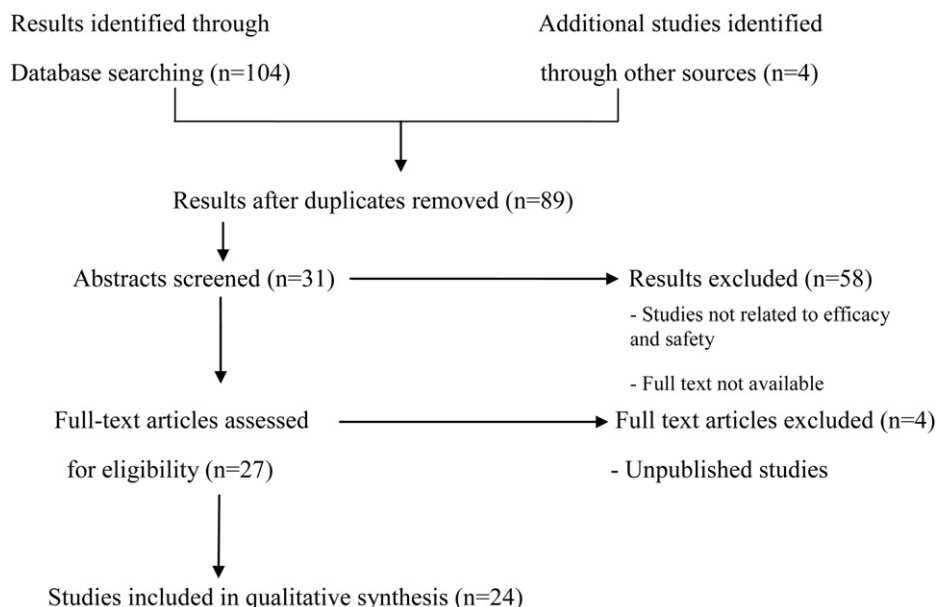 Results identified through
Database searching (n=104)
Additional studies identified
through other sources (n=4)
Results after duplicates removed (n=89)
Abstracts screened (n=31)
Results excluded (n=58)
- Studies not related to efficacy
and safety
- Full text not available
Full-text articles assessed
for eligibility (n=27)
Full text articles excluded (n=4)
- Unpublished studies
Studies included in qualitative synthesis (n=24)